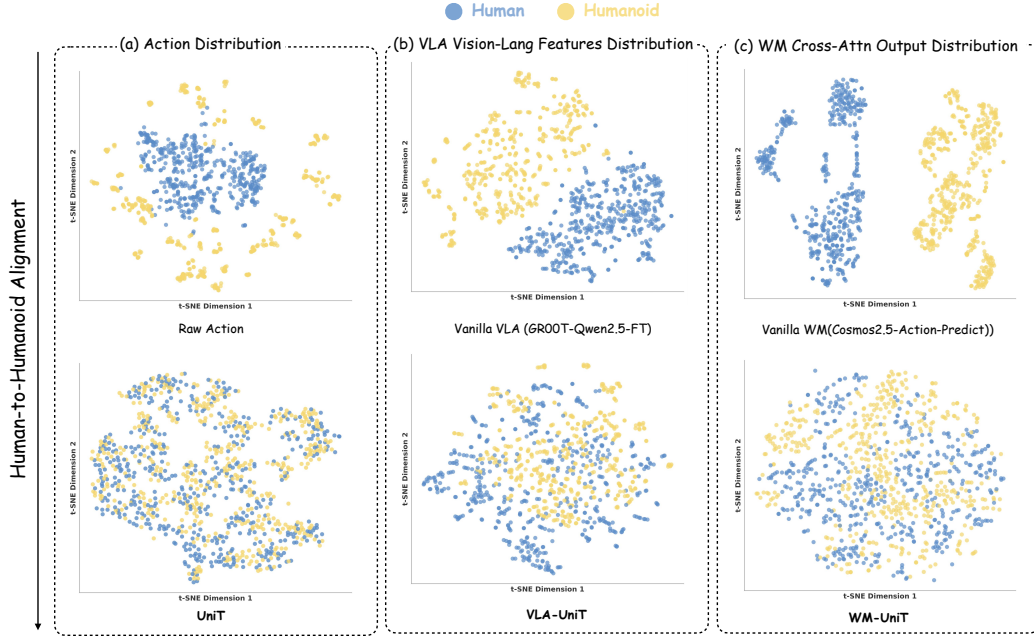 Human Humanoid
(a) Action Distribution
(b) VLA Vision-Lang Features Distribution
(c) WM Cross-Attn Output Distribution
Human-to-Humanoid Alignment
t-SNE Dimension 2
t-SNE Dimension 1
Raw Action
t-SNE Dimension 2
t-SNE Dimension 1
Vanilla VLA (GR00T-Qwen2.5-FT)
t-SNE Dimension 2
t-SNE Dimension 1
Vanilla WM(Cosmos2.5-Action-Predict))
t-SNE Dimension 2
t-SNE Dimension 1
UniT
t-SNE Dimension 2
t-SNE Dimension 1
VLA-UniT
t-SNE Dimension 2
t-SNE Dimension 1
WM-UniT